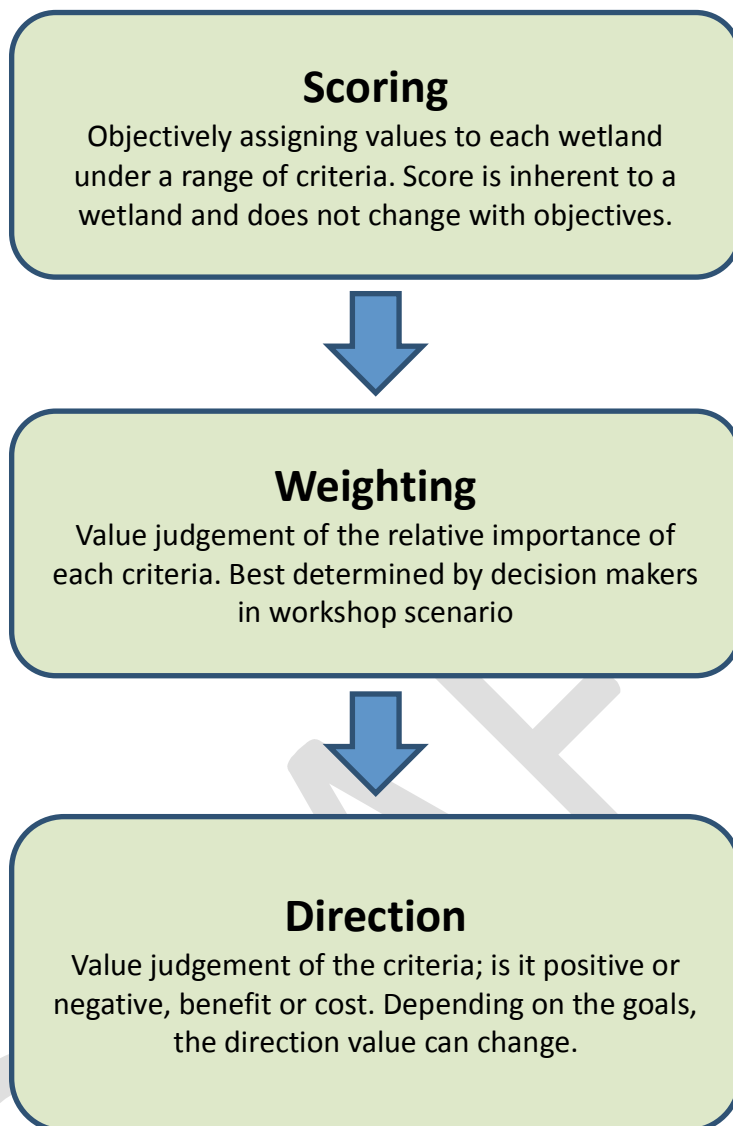 Scoring
Objectively assigning values to each wetland
under a range of criteria. Score is inherent to a
wetland and does not change with objectives.
Weighting
Value judgement of the relative importance of
each criteria. Best determined by decision makers
in workshop scenario
Direction
Value judgement of the criteria; is it positive or
negative, benefit or cost. Depending on the goals,
the direction value can change.